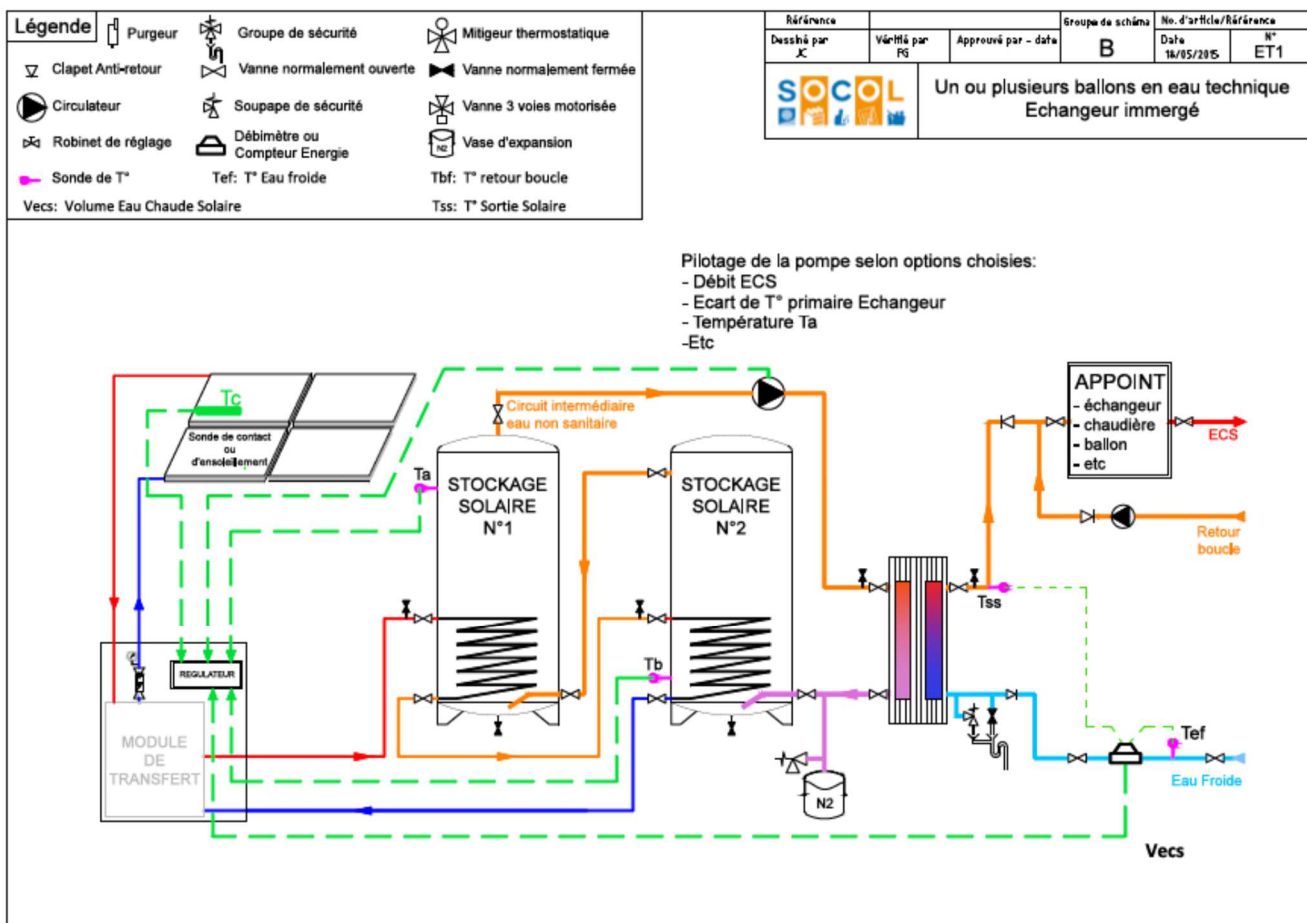 Légende
Purgeur
Groupe de sécurité
Mitigeur thermostatique
Clapet Anti-retour
Vanne normalement ouverte
Vanne normalement fermée
Circulateur
Soupape de sécurité
Vanne 3 voies motorisée
Robinet de réglage
Débimètre ou
Compteur Energie
N2
Vase d'expansion
Sonde de T°
Tef: T° Eau froide
Tbf: T° retour boucle
Vecs: Volume Eau Chaude Solaire
Tss: T° Sortie Solaire
Référence
Groupe de schéma
No. d'article/Référence
Dessiné par
JC
Vérifié par
FG
Approuvé par - date
B
Date
18/05/2015
N°
ET1
SOCOL
Un ou plusieurs ballons en eau technique
Echangeur immergé
Pilotage de la pompe selon options choisies:
- Débit ECS
- Ecart de T° primaire Echangeur
- Température Ta
-Etc
Tc
Sonde de contact
ou
d'ensoleillement
Circuit intermédiaire
eau non sanitaire
APPOINT
- échangeur
- chaudière
- ballon
- etc
ECS
Ta
STOCKAGE
SOLAIRE
N°1
STOCKAGE
SOLAIRE
N°2
Retour
boucle
Tss
Tb
REGULATEUR
MODULE
DE
TRANSFERT
Tef
Eau Froide
N2
Vecs